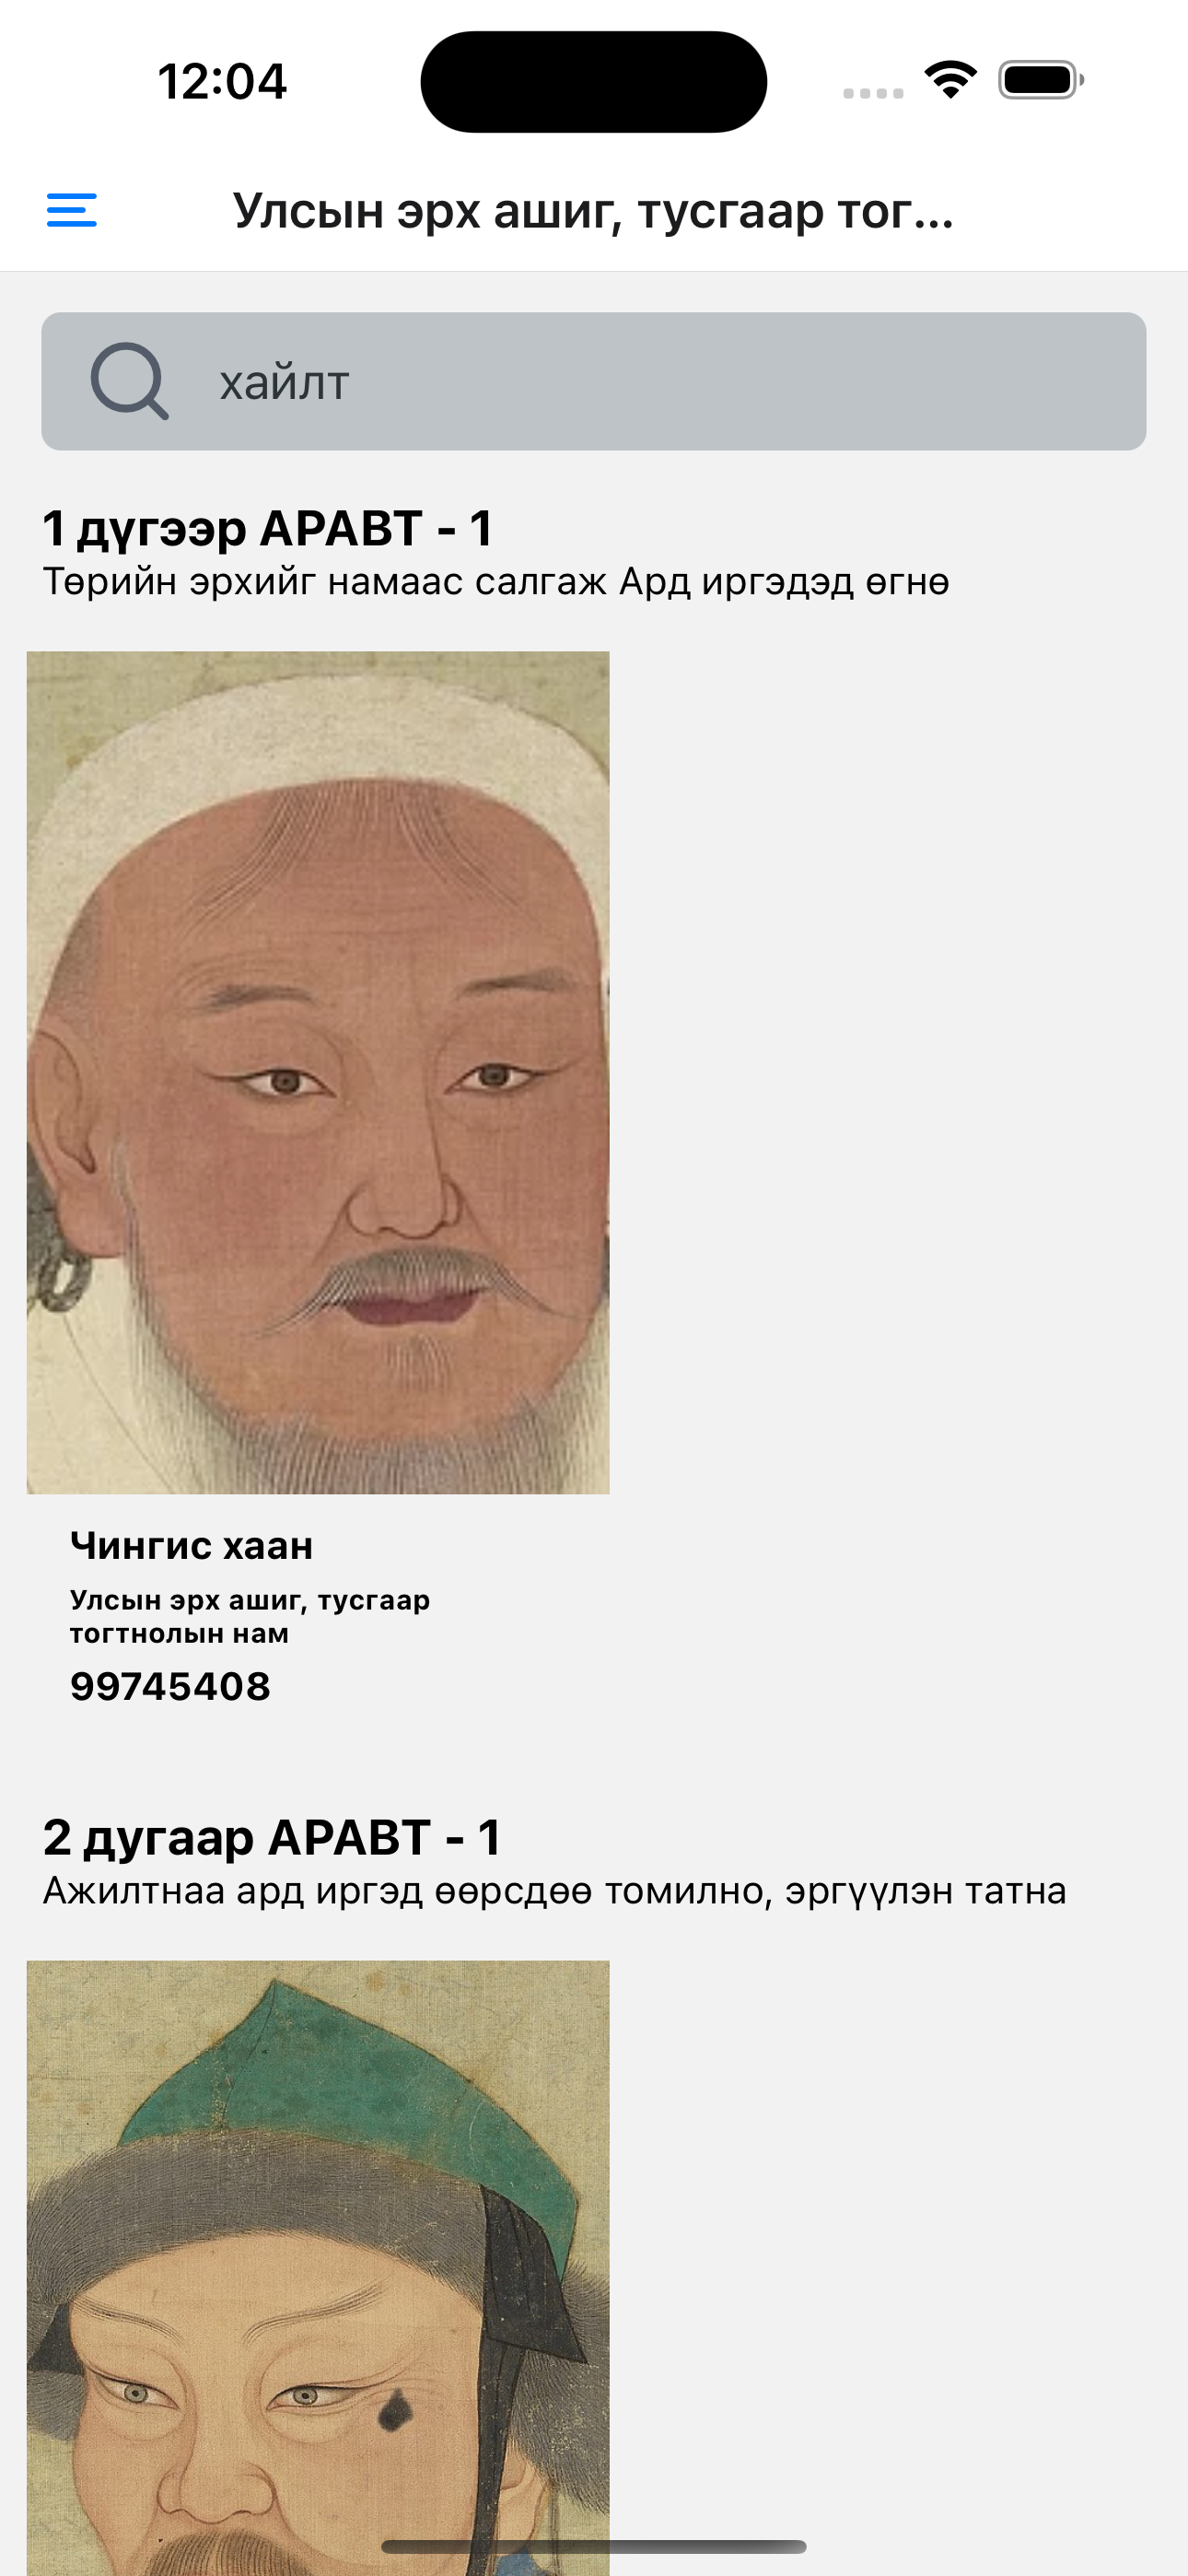 12:04
Улсын эрх ашиг, тусгаар тог...
хайлт
1 дүгээр АРАВТ - 1
Төрийн эрхийг намаас салгаж Ард иргэдэд өгнө
Чингис хаан
Улсын эрх ашиг, тусгаар
тогтнолын нам
99745408
2 дугаар АРАВТ - 1
Ажилтнаа ард иргэд өөрсдөө томилно, эргүүлэн татна